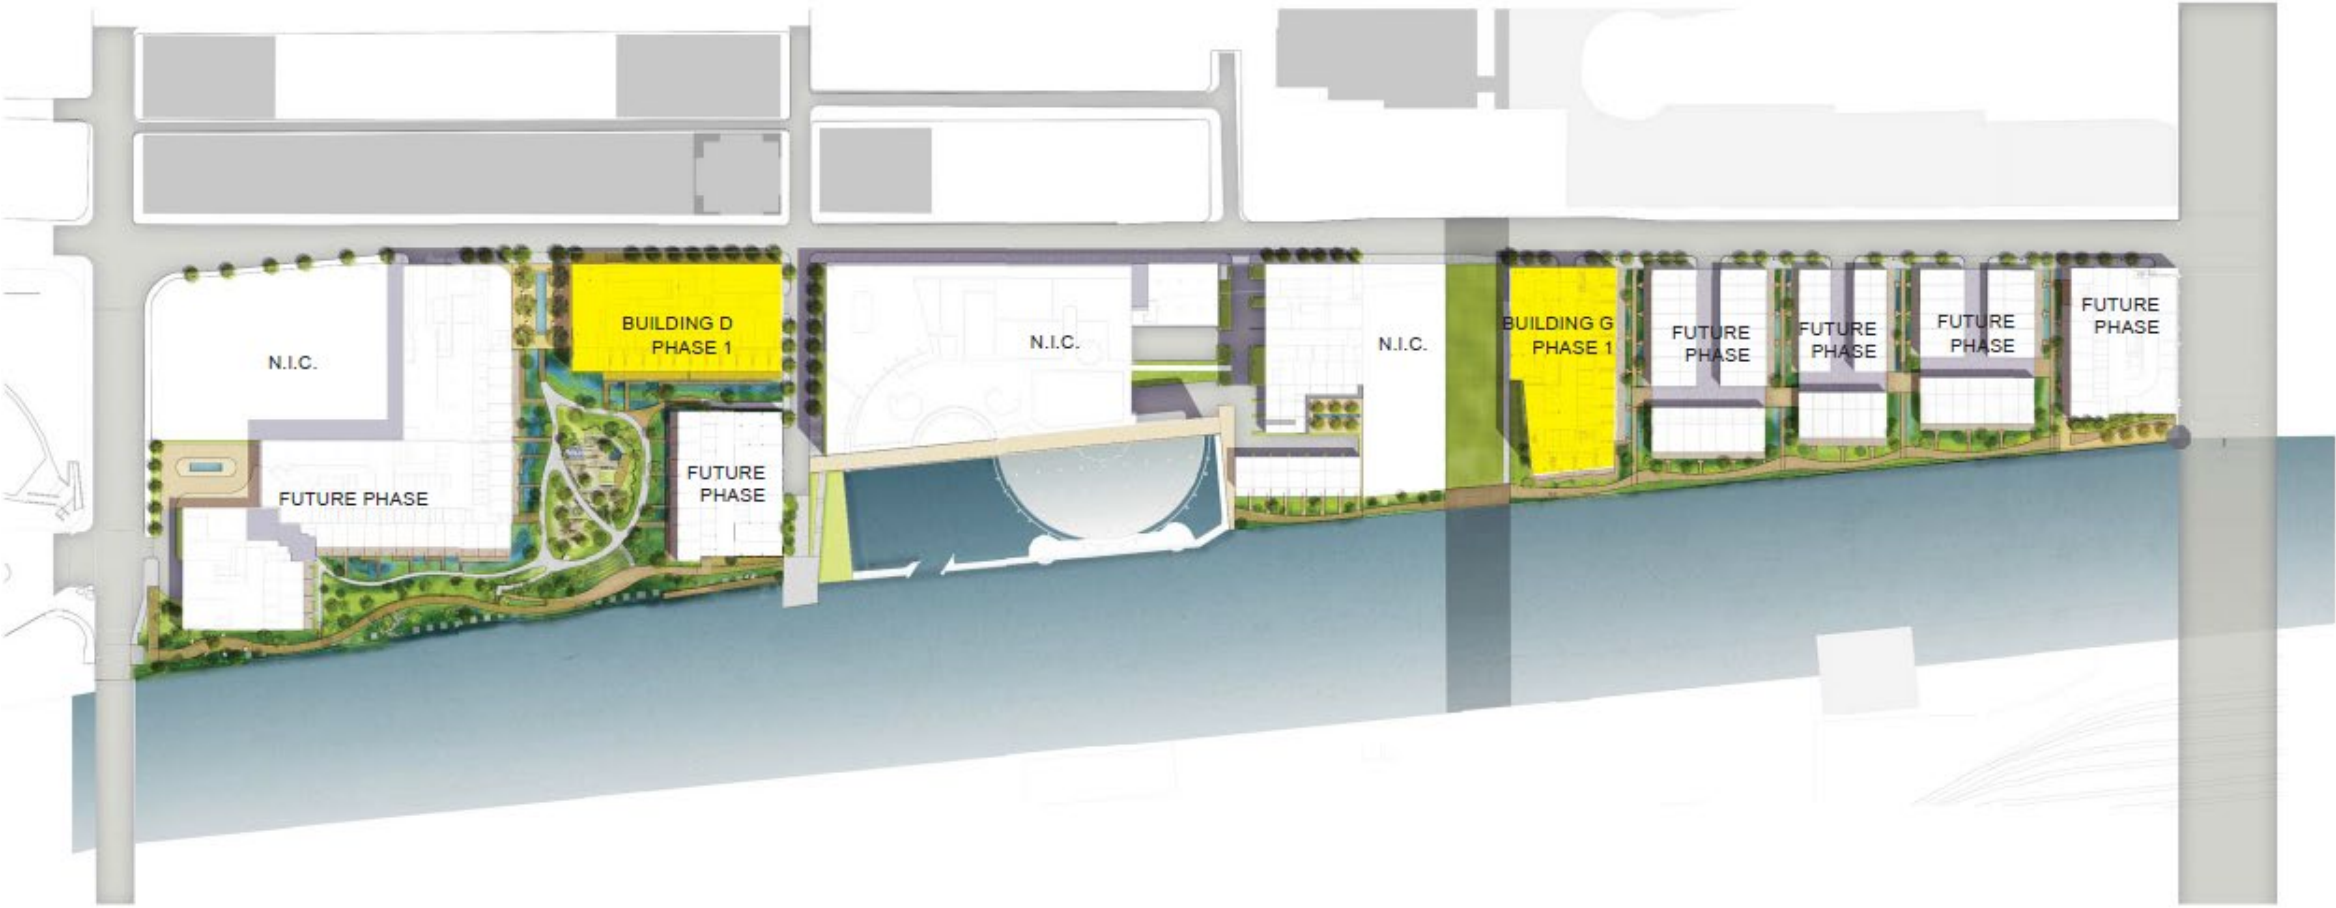 N.I.C.
FUTURE PHASE
BUILDING D
PHASE 1
FUTURE
PHASE
N.I.C.
N.I.C.
BUILDING G
PHASE 1
FUTURE
PHASE
FUTURE
PHASE
FUTURE
PHASE
FUTURE
PHASE